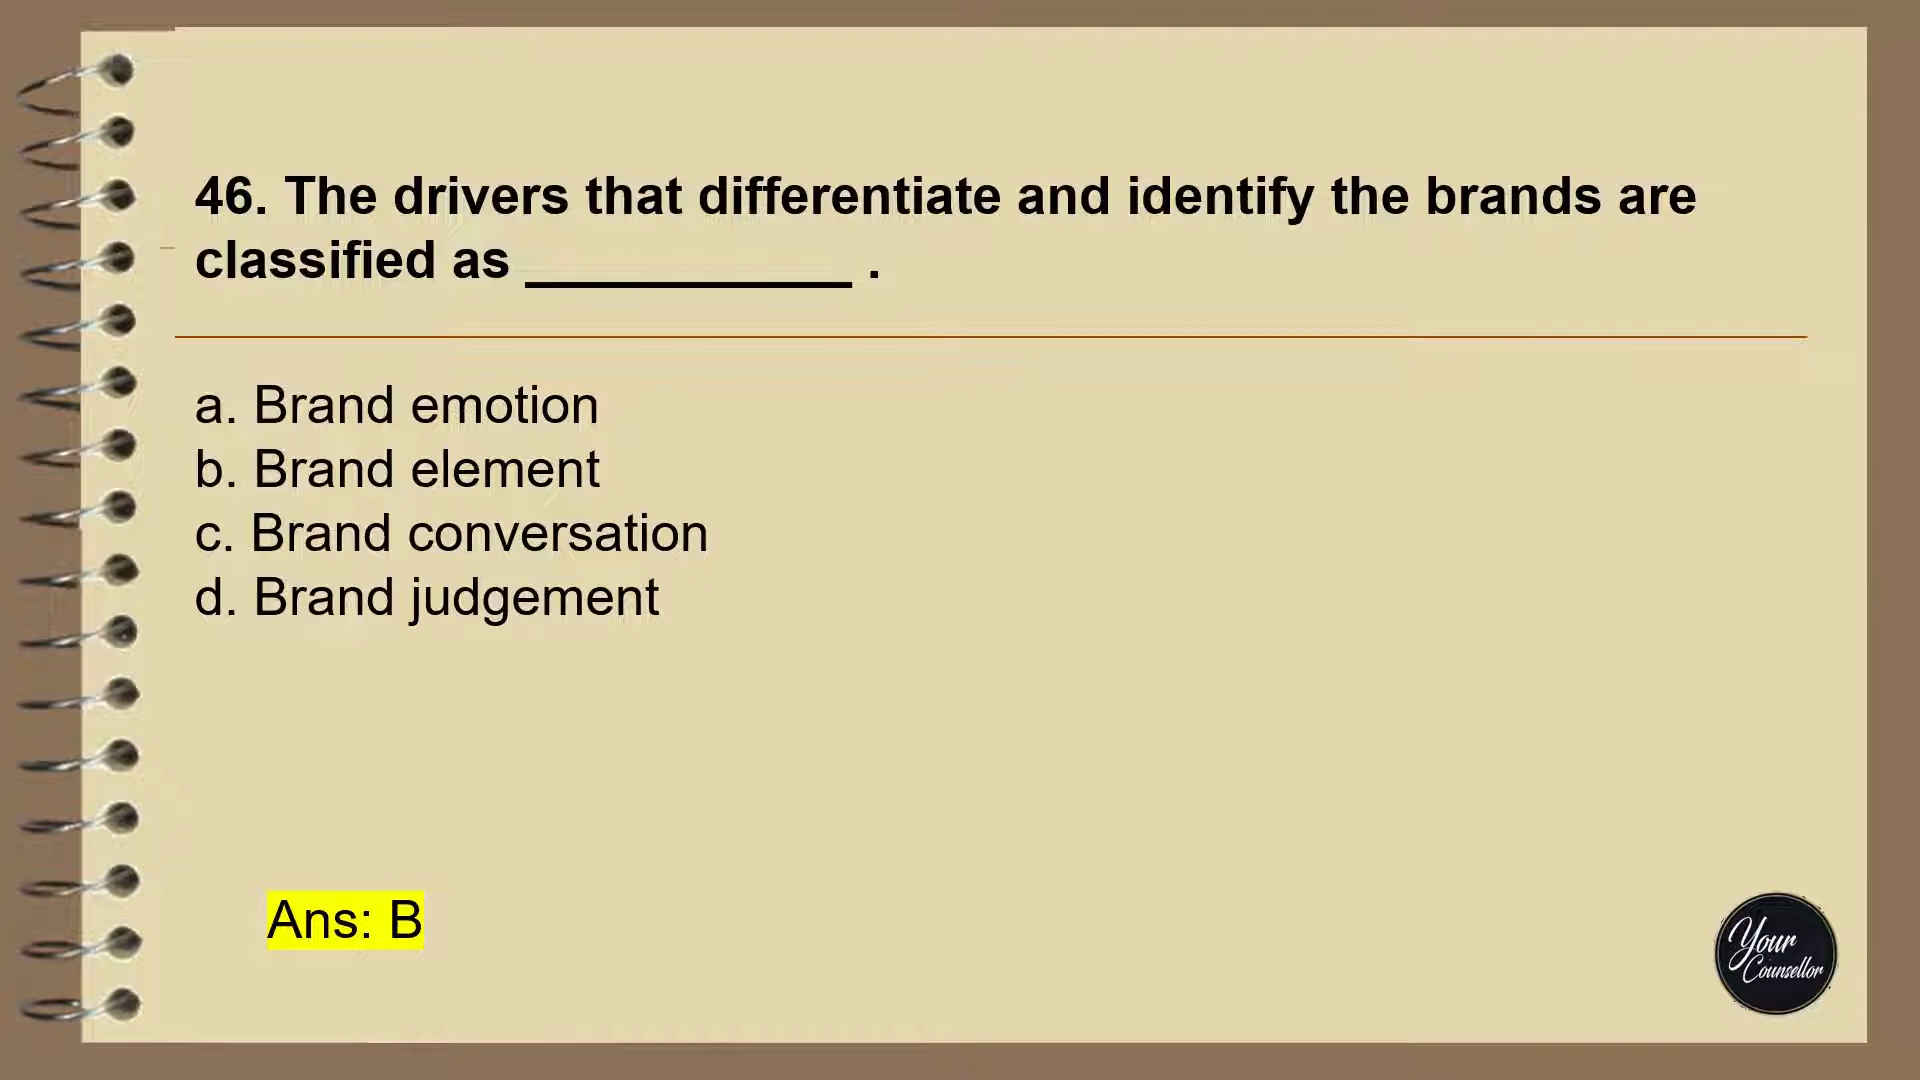 46. The drivers that differentiate and identify the brands are
classified as ___________ .
a. Brand emotion
b. Brand element
c. Brand conversation
d. Brand judgement
Ans: B
Your
Counsellor